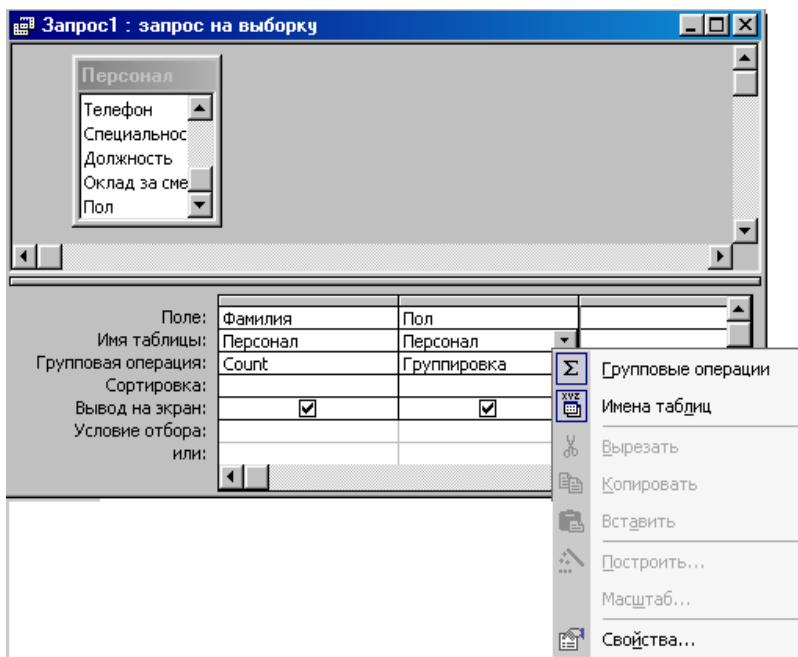 Запрос1 : запрос на выборку
Персонал
Телефон
Специальнос
Должность
Оклад за сме
Пол
Поле: Фамилия Пол
Имя таблицы: Персонал Персонал
Групповая операция: Count Группировка
Сортировка:
Вывод на экран:
Условие отбора:
или:
Σ Групповые операции
XYZ Имена таблиц
Вырезать
Копировать
Вставить
Построить...
Масштаб...
Свойства...